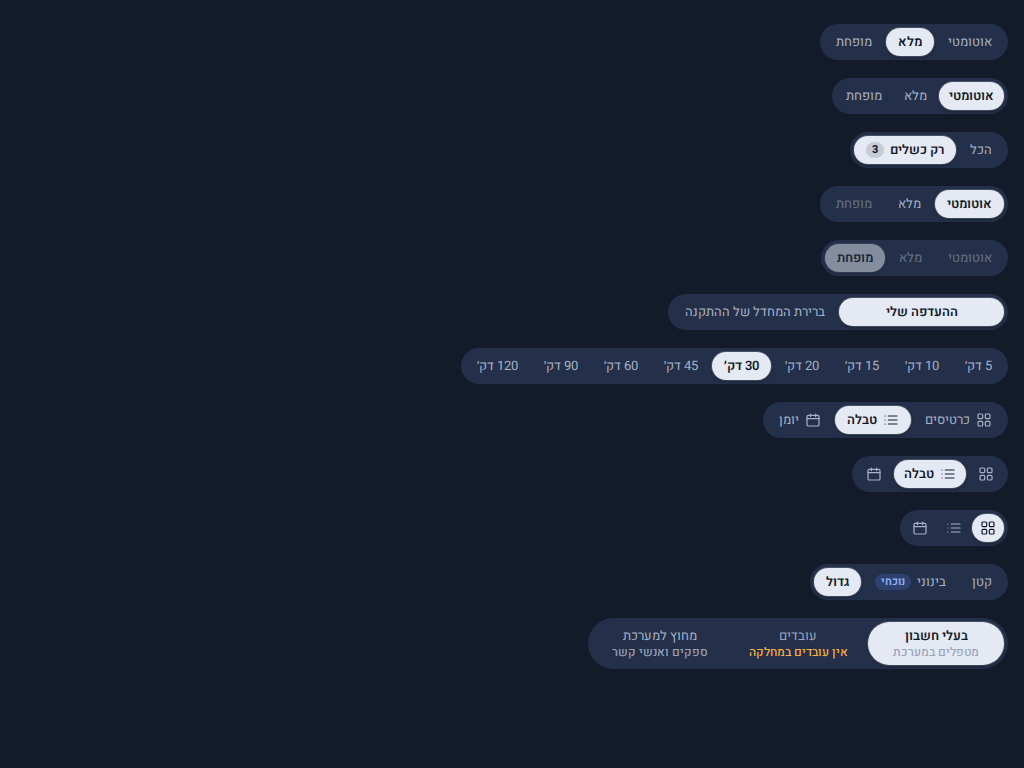 אוטומטי מלא מופחת
אוטומטי מלא מופחת
הכל רק כשלים 3
אוטומטי מלא מופחת
אוטומטי מלא מופחת
ההעדפה שלי ברירת המחדל של ההתקנה
5 דק׳ 10 דק׳ 15 דק׳ 20 דק׳ 30 דק׳ 45 דק׳ 60 דק׳ 90 דק׳ 120 דק׳
כרטיסים טבלה יומן
טבלה
קטן בינוני נוכחי גדול
בעלי חשבון עובדים מחוץ למערכת
מטפלים במערכת אין עובדים במחלקה ספקים ואנשי קשר